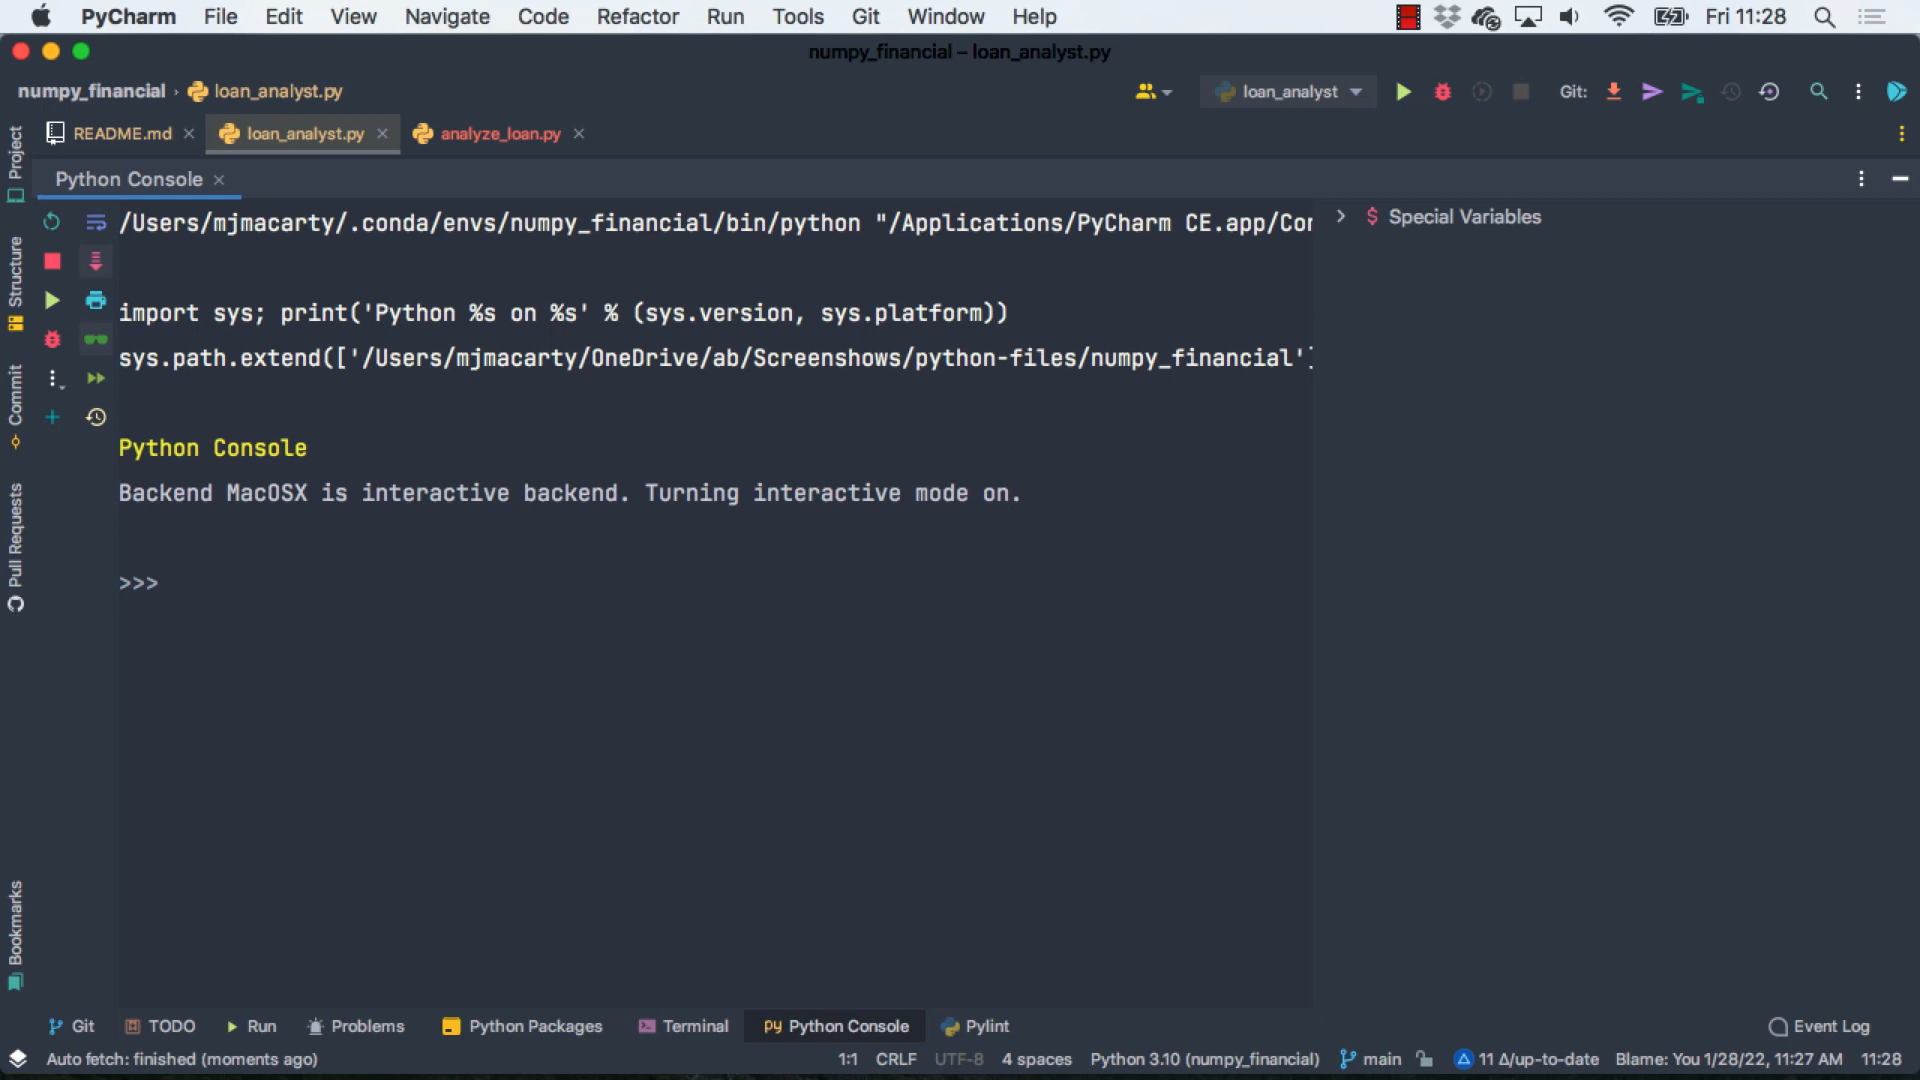 PyCharm File Edit View Navigate Code Refactor Run Tools Git Window Help Fri 11:28
numpy_financial – loan_analyst.py
numpy_financial › loan_analyst.py loan_analyst Git:
README.md loan_analyst.py analyze_loan.py
Python Console
/Users/mjmacarty/.conda/envs/numpy_financial/bin/python "/Applications/PyCharm CE.app/Con
import sys; print('Python %s on %s' % (sys.version, sys.platform))
sys.path.extend(['/Users/mjmacarty/OneDrive/ab/Screenshows/python-files/numpy_financial']
Python Console
Backend MacOSX is interactive backend. Turning interactive mode on.
>>>
Special Variables
Project
Structure
Commit
Pull Requests
Bookmarks
Git TODO Run Problems Python Packages Terminal Python Console Pylint Event Log
Auto fetch: finished (moments ago) 1:1 CRLF UTF-8 4 spaces Python 3.10 (numpy_financial) main 11 Δ/up-to-date Blame: You 1/28/22, 11:27 AM 11:28